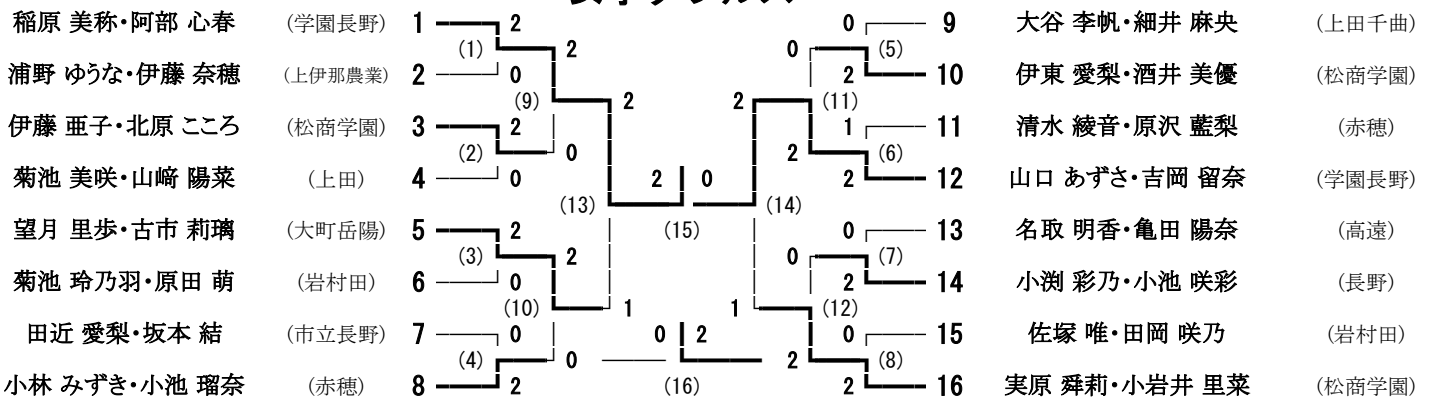 稲原 美称・阿部 心春 (学園長野) 1 2 0 9 大谷 李帆・細井 麻央 (上田千曲)
(1) 2 0 (5)
浦野 ゆうな・伊藤 奈穂 (上伊那農業) 2 0 2 10 伊東 愛梨・酒井 美優 (松商学園)
(9) 2 2 (11)
伊藤 亜子・北原 こころ (松商学園) 3 2 1 11 清水 綾音・原沢 藍梨 (赤穂)
(2) 0 2 (6)
菊池 美咲・山﨑 陽菜 (上田) 4 0 2 0 2 12 山口 あずさ・吉岡 留奈 (学園長野)
(13) (14)
望月 里歩・古市 莉璃 (大町岳陽) 5 2 (15) 0 13 名取 明香・亀田 陽奈 (高遠)
(3) 2 0 (7)
菊池 玲乃羽・原田 萌 (岩村田) 6 0 2 14 小渕 彩乃・小池 咲彩 (長野)
(10) 1 1 (12)
田近 愛梨・坂本 結 (市立長野) 7 0 0 2 0 15 佐塚 唯・田岡 咲乃 (岩村田)
(4) 0 2 (8)
小林 みずき・小池 瑠奈 (赤穂) 8 2 (16) 2 16 実原 舜莉・小岩井 里菜 (松商学園)